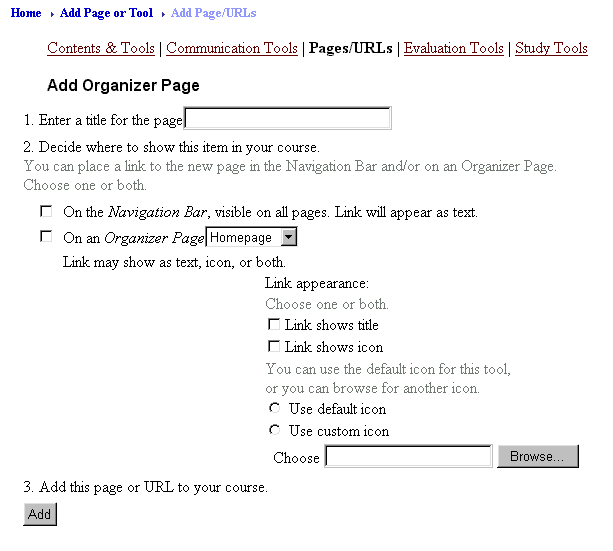 Home › Add Page or Tool › Add Page/URLs
Contents & Tools | Communication Tools | Pages/URLs | Evaluation Tools | Study Tools
Add Organizer Page
1. Enter a title for the page
2. Decide where to show this item in your course.
You can place a link to the new page in the Navigation Bar and/or on an Organizer Page.
Choose one or both.
On the Navigation Bar, visible on all pages. Link will appear as text.
On an Organizer Page Homepage
Link may show as text, icon, or both.
Link appearance:
Choose one or both.
Link shows title
Link shows icon
You can use the default icon for this tool,
or you can browse for another icon.
Use default icon
Use custom icon
Choose Browse...
3. Add this page or URL to your course.
Add